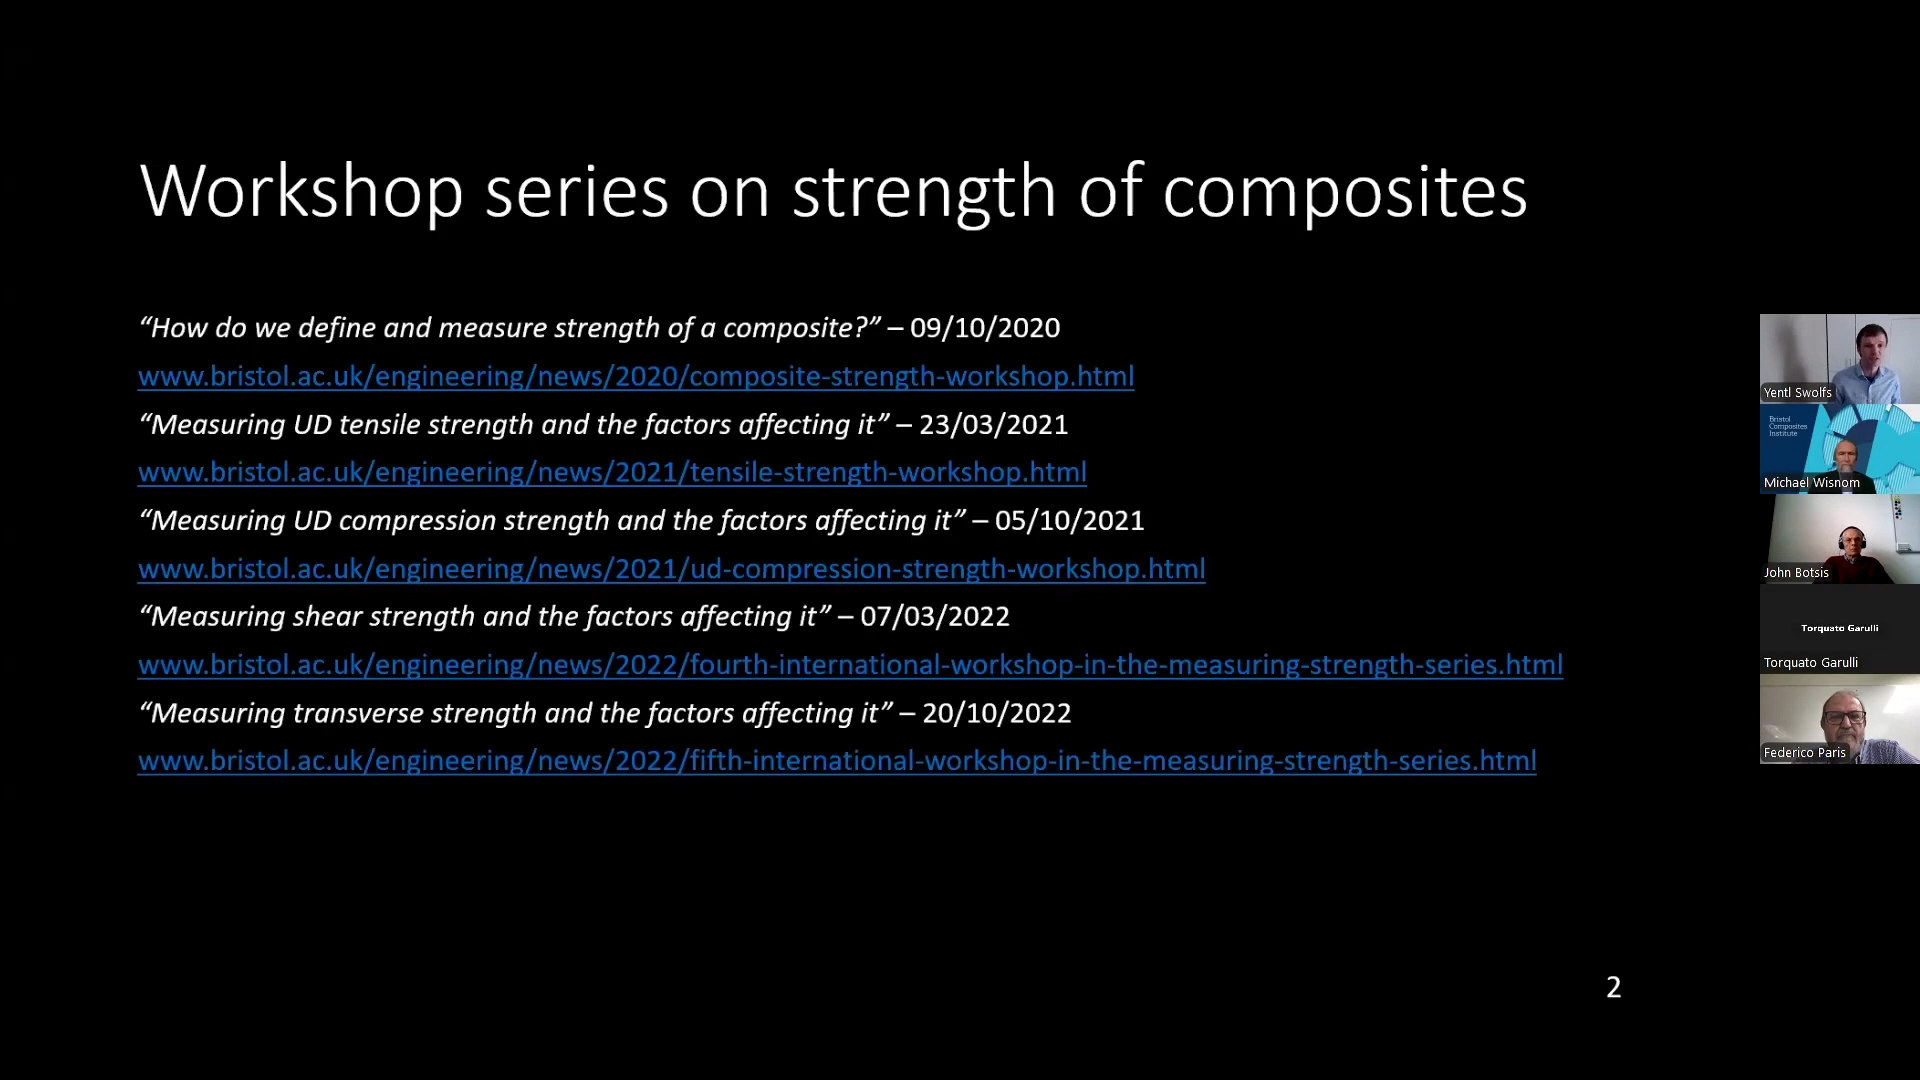 Workshop series on strength of composites
“How do we define and measure strength of a composite?” – 09/10/2020
www.bristol.ac.uk/engineering/news/2020/composite-strength-workshop.html
“Measuring UD tensile strength and the factors affecting it” – 23/03/2021
www.bristol.ac.uk/engineering/news/2021/tensile-strength-workshop.html
“Measuring UD compression strength and the factors affecting it” – 05/10/2021
www.bristol.ac.uk/engineering/news/2021/ud-compression-strength-workshop.html
“Measuring shear strength and the factors affecting it” – 07/03/2022
www.bristol.ac.uk/engineering/news/2022/fourth-international-workshop-in-the-measuring-strength-series.html
“Measuring transverse strength and the factors affecting it” – 20/10/2022
www.bristol.ac.uk/engineering/news/2022/fifth-international-workshop-in-the-measuring-strength-series.html
2
Yentl Swolfs
Bristol
Composites
Institute
Michael Wisnom
John Botsis
Torquato Garulli
Torquato Garulli
Federico Paris